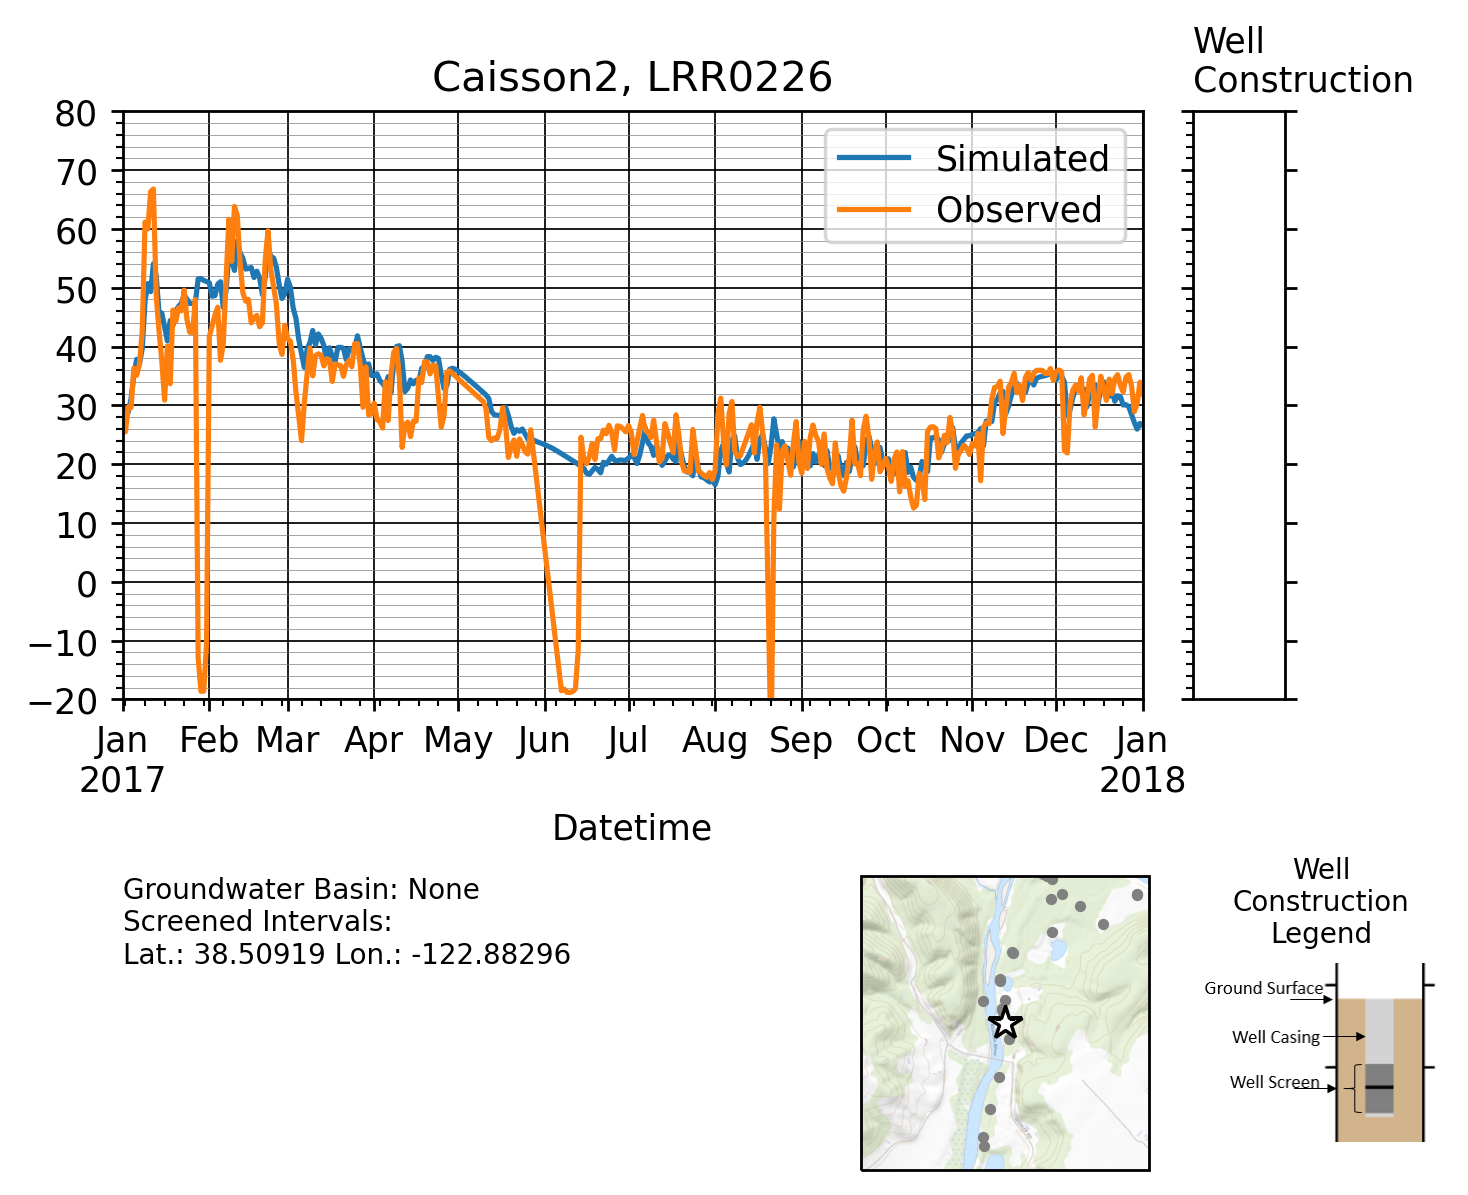 Well
Construction
Caisson2, LRR0226
80
70
60
50
40
30
20
10
0
−10
−20
Simulated
Observed
Jan
2017
Feb
Mar
Apr
May
Jun
Jul
Aug
Sep
Oct
Nov
Dec
Jan
2018
Datetime
Groundwater Basin: None
Screened Intervals:
Lat.: 38.50919 Lon.: -122.88296
Well
Construction
Legend
Ground Surface
Well Casing
Well Screen